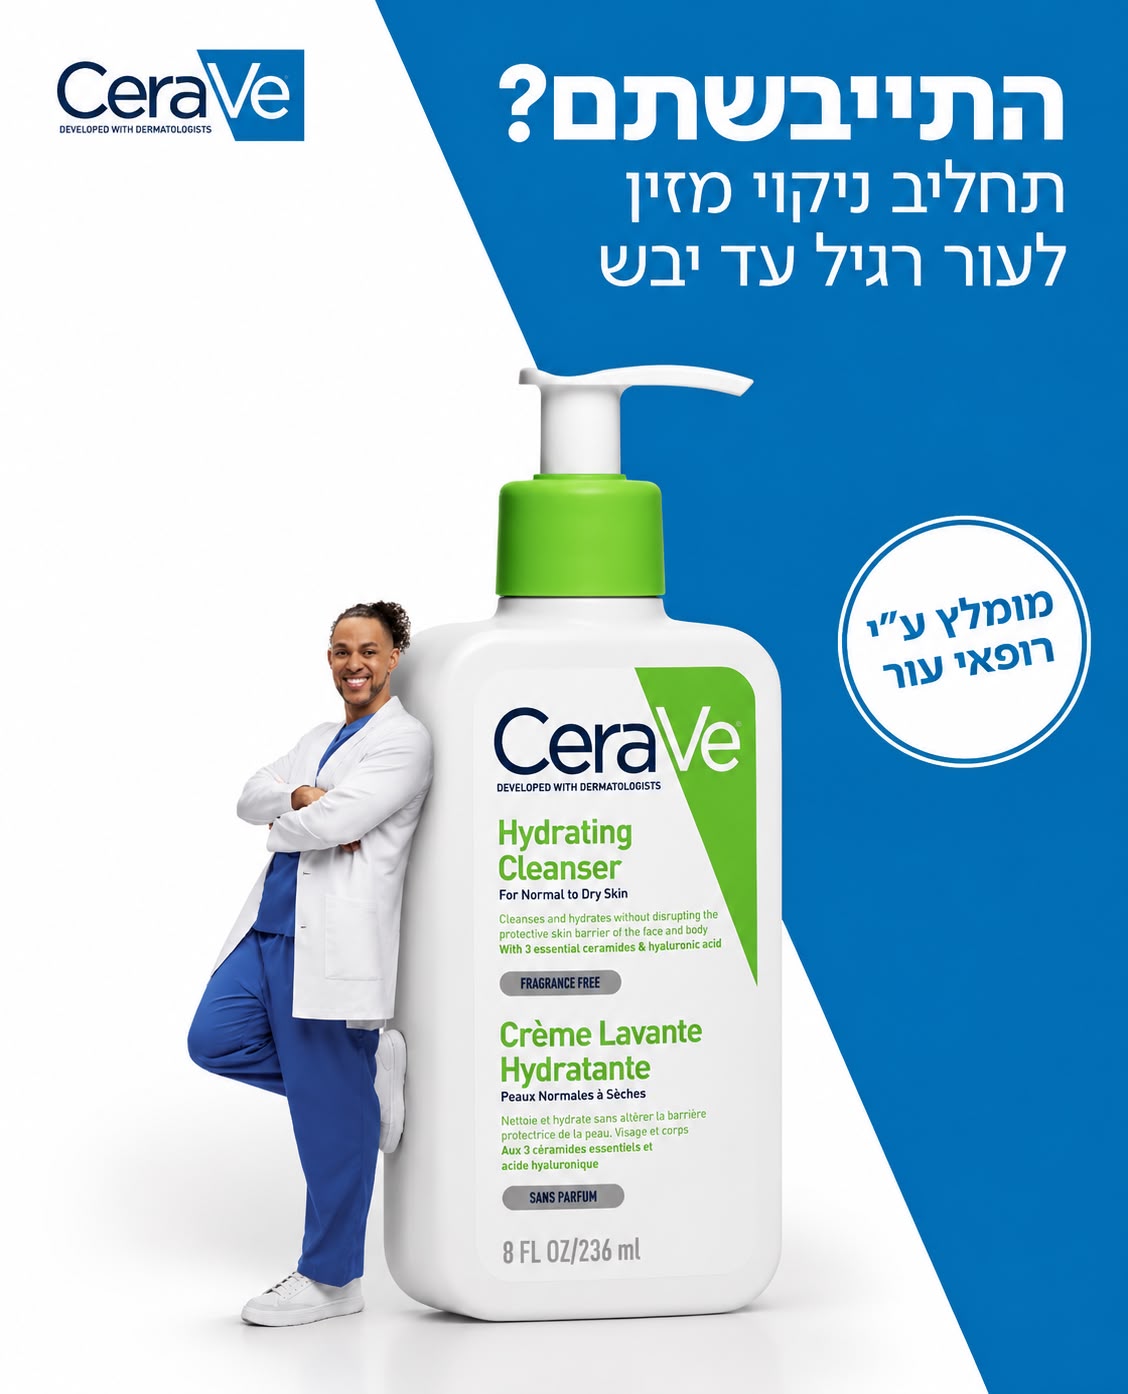 CeraVe
DEVELOPED WITH DERMATOLOGISTS
התייבשתם?
תחליב ניקוי מזין
לעור רגיל עד יבש
מומלץ ע״י
רופאי עור
CeraVe
DEVELOPED WITH DERMATOLOGISTS
Hydrating
Cleanser
For Normal to Dry Skin
Cleanses and hydrates without disrupting the
protective skin barrier of the face and body
With 3 essential ceramides & hyaluronic acid
FRAGRANCE FREE
Crème Lavante
Hydratante
Peaux Normales à Sèches
Nettoie et hydrate sans altérer la barrière
protectrice de la peau. Visage et corps
Aux 3 céramides essentiels et
acide hyaluronique
SANS PARFUM
8 FL OZ/236 ml